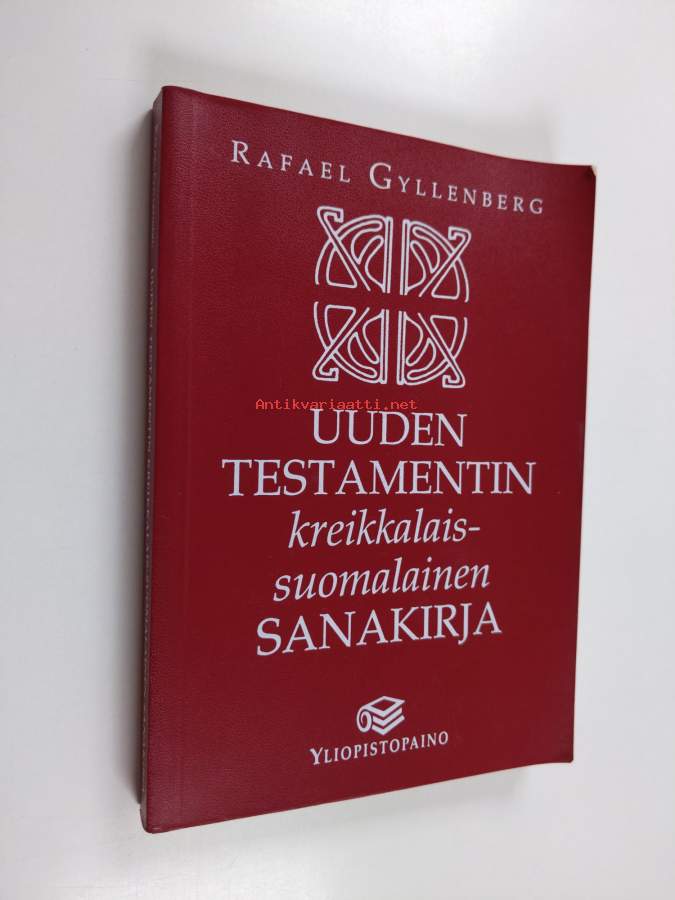 RAFAEL GYLLENBERG
Antikvariaatti.net
UUDEN
TESTAMENTIN
kreikkalais-
suomalainen
SANAKIRJA
YLIOPISTOPAINO